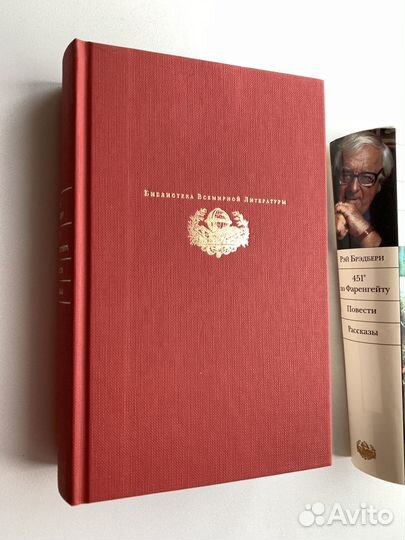 Библиотека Всемирной Литературы
Рэй Брэдбери
451°
по Фаренгейту
Повести
Рассказы
Avito